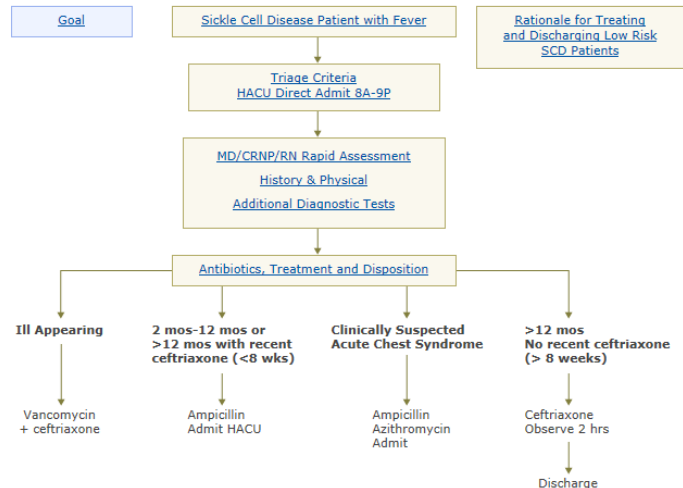 Goal
Sickle Cell Disease Patient with Fever
Rationale for Treating
and Discharging Low Risk
SCD Patients
Triage Criteria
HACU Direct Admit 8A-9P
MD/CRNP/RN Rapid Assessment
History & Physical
Additional Diagnostic Tests
Antibiotics, Treatment and Disposition
Ill Appearing
2 mos-12 mos or
>12 mos with recent
ceftriaxone (<8 wks)
Clinically Suspected
Acute Chest Syndrome
>12 mos
No recent ceftriaxone
(> 8 weeks)
Vancomycin
+ ceftriaxone
Ampicillin
Admit HACU
Ampicillin
Azithromycin
Admit
Ceftriaxone
Observe 2 hrs
Discharge